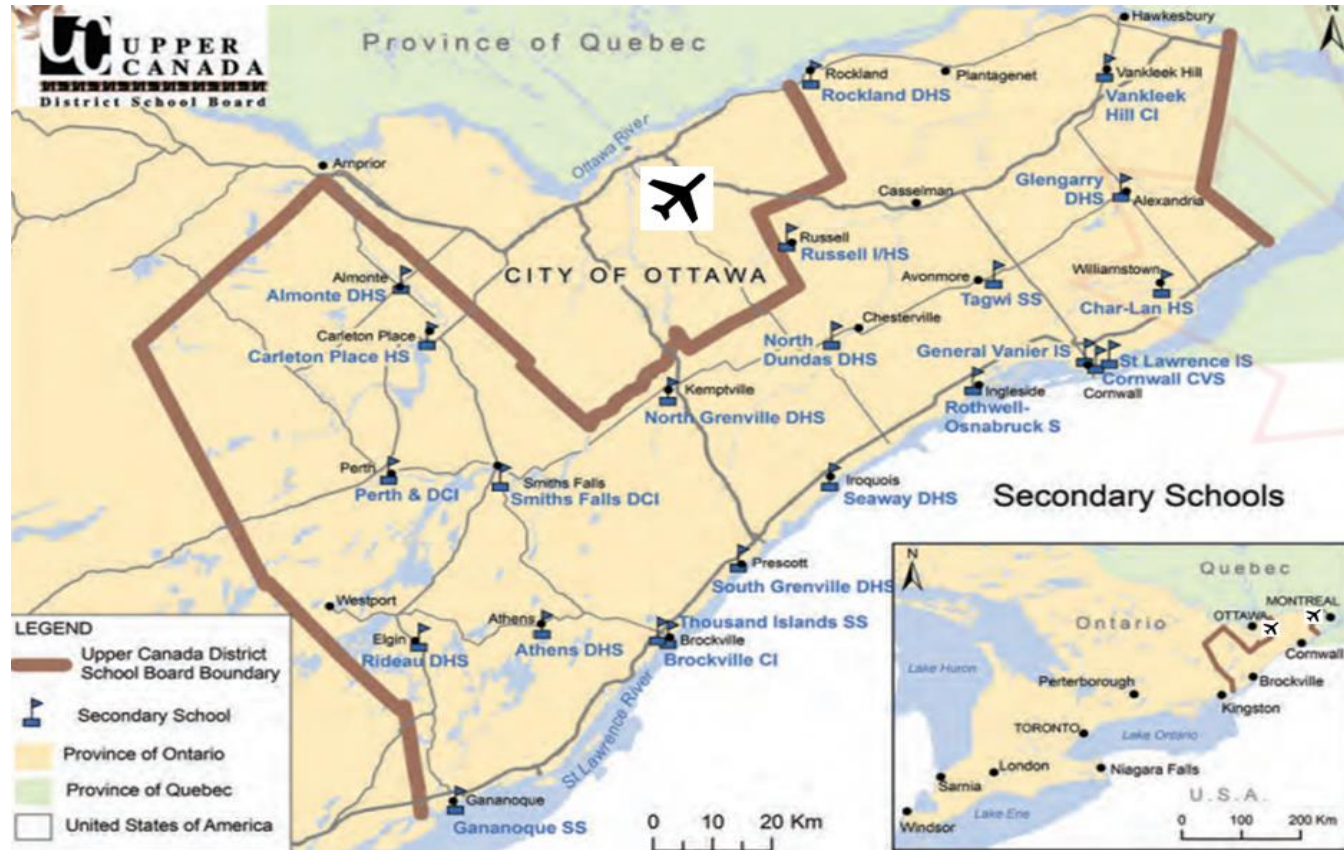 UC UPPER
CANADA
District School Board
Province of Quebec
Hawkesbury
N
Rockland
Rockland DHS
Plantagenet
Vankleek Hill
Vankleek
Hill CI
Ottawa River
Arnprior
Casselman
Glengarry
DHS
Alexandria
Russell
Russell I/HS
CITY OF OTTAWA
Almonte
Almonte DHS
Avonmore
Tagwi SS
Williamstown
Char-Lan HS
Carleton Place
Carleton Place HS
Chesterville
North
Dundas DHS
General Vanier IS
St Lawrence IS
Cornwall CVS
Cornwall
Kemptville
North Grenville DHS
Ingleside
Rothwell-
Osnabruck S
Perth
Perth & DCI
Smiths Falls
Smiths Falls DCI
Iroquois
Seaway DHS
Secondary Schools
Prescott
South Grenville DHS
Westport
Elgin
Rideau DHS
Athens
Athens DHS
Thousand Islands SS
Brockville
Brockville CI
St Lawrence River
Gananoque
Gananoque SS
0 10 20 Km
LEGEND
Upper Canada District
School Board Boundary
Secondary School
Province of Ontario
Province of Quebec
United States of America
N
Quebec
OTTAWA
MONTREAL
Ontario
Cornwall
Lake Huron
Perterborough
Brockville
Kingston
TORONTO
Lake Ontario
London
Niagara Falls
Sarnia
U.S.A.
Lake Erie
Windsor
0 100 200 Km